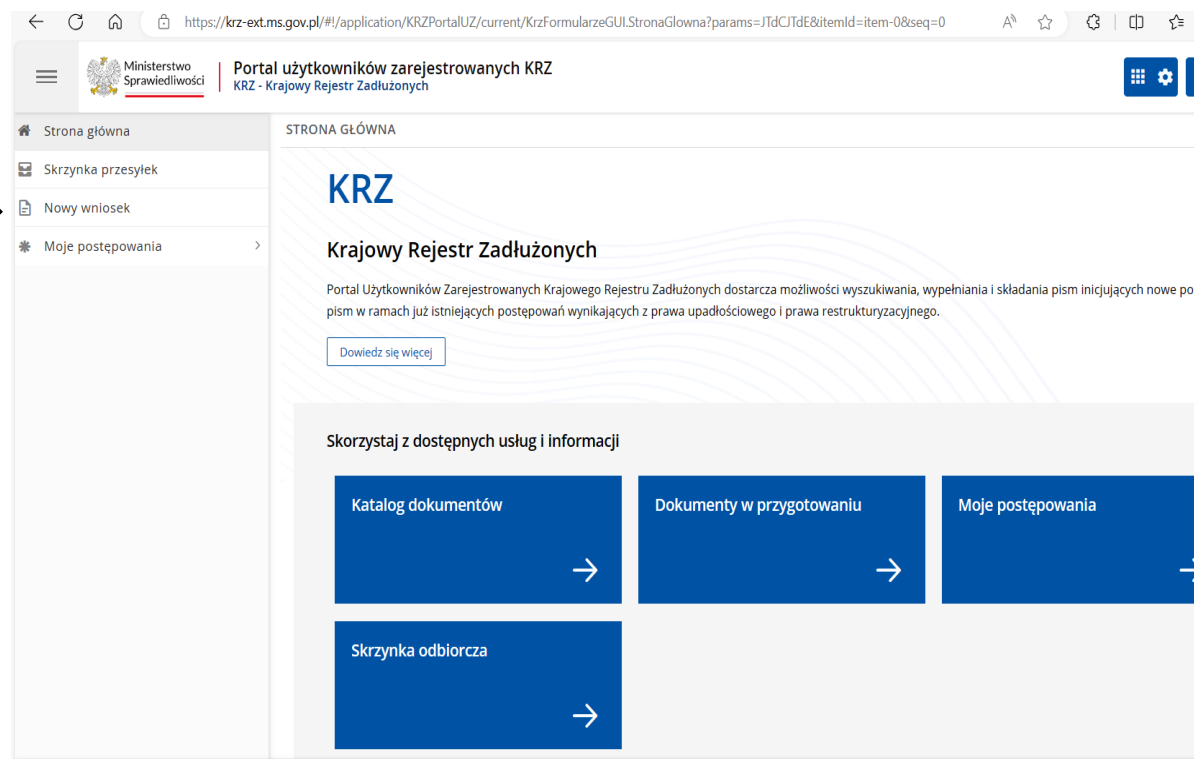 https://krz-ext.ms.gov.pl/#!/application/KRZPortalUZ/current/KrzFormularzeGUI.StronaGlowna?params=JTdCJTdE&itemId=item-0&seq=0
Ministerstwo
Sprawiedliwości
Portal użytkowników zarejestrowanych KRZ
KRZ - Krajowy Rejestr Zadłużonych
Strona główna
Skrzynka przesyłek
Nowy wniosek
Moje postępowania
STRONA GŁÓWNA
KRZ
Krajowy Rejestr Zadłużonych
Portal Użytkowników Zarejestrowanych Krajowego Rejestru Zadłużonych dostarcza możliwości wyszukiwania, wypełniania i składania pism inicjujących nowe po
pism w ramach już istniejących postępowań wynikających z prawa upadłościowego i prawa restrukturyzacyjnego.
Dowiedz się więcej
Skorzystaj z dostępnych usług i informacji
Katalog dokumentów
Dokumenty w przygotowaniu
Moje postępowania
Skrzynka odbiorcza